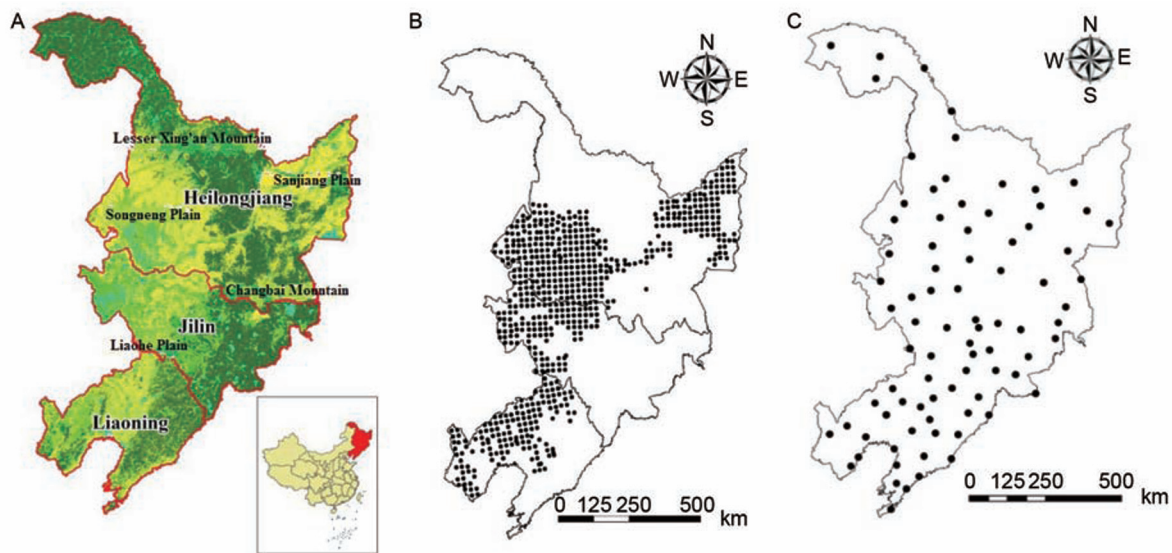 A
Lesser Xing'an Mountain
Sanjiang Plain
Heilongjiang
Songneng Plain
Changbai Mountain
Jilin
Liaohe Plain
Liaoning
B
N
W E
S
0 125 250 500
km
C
N
W E
S
0 125 250 500
km